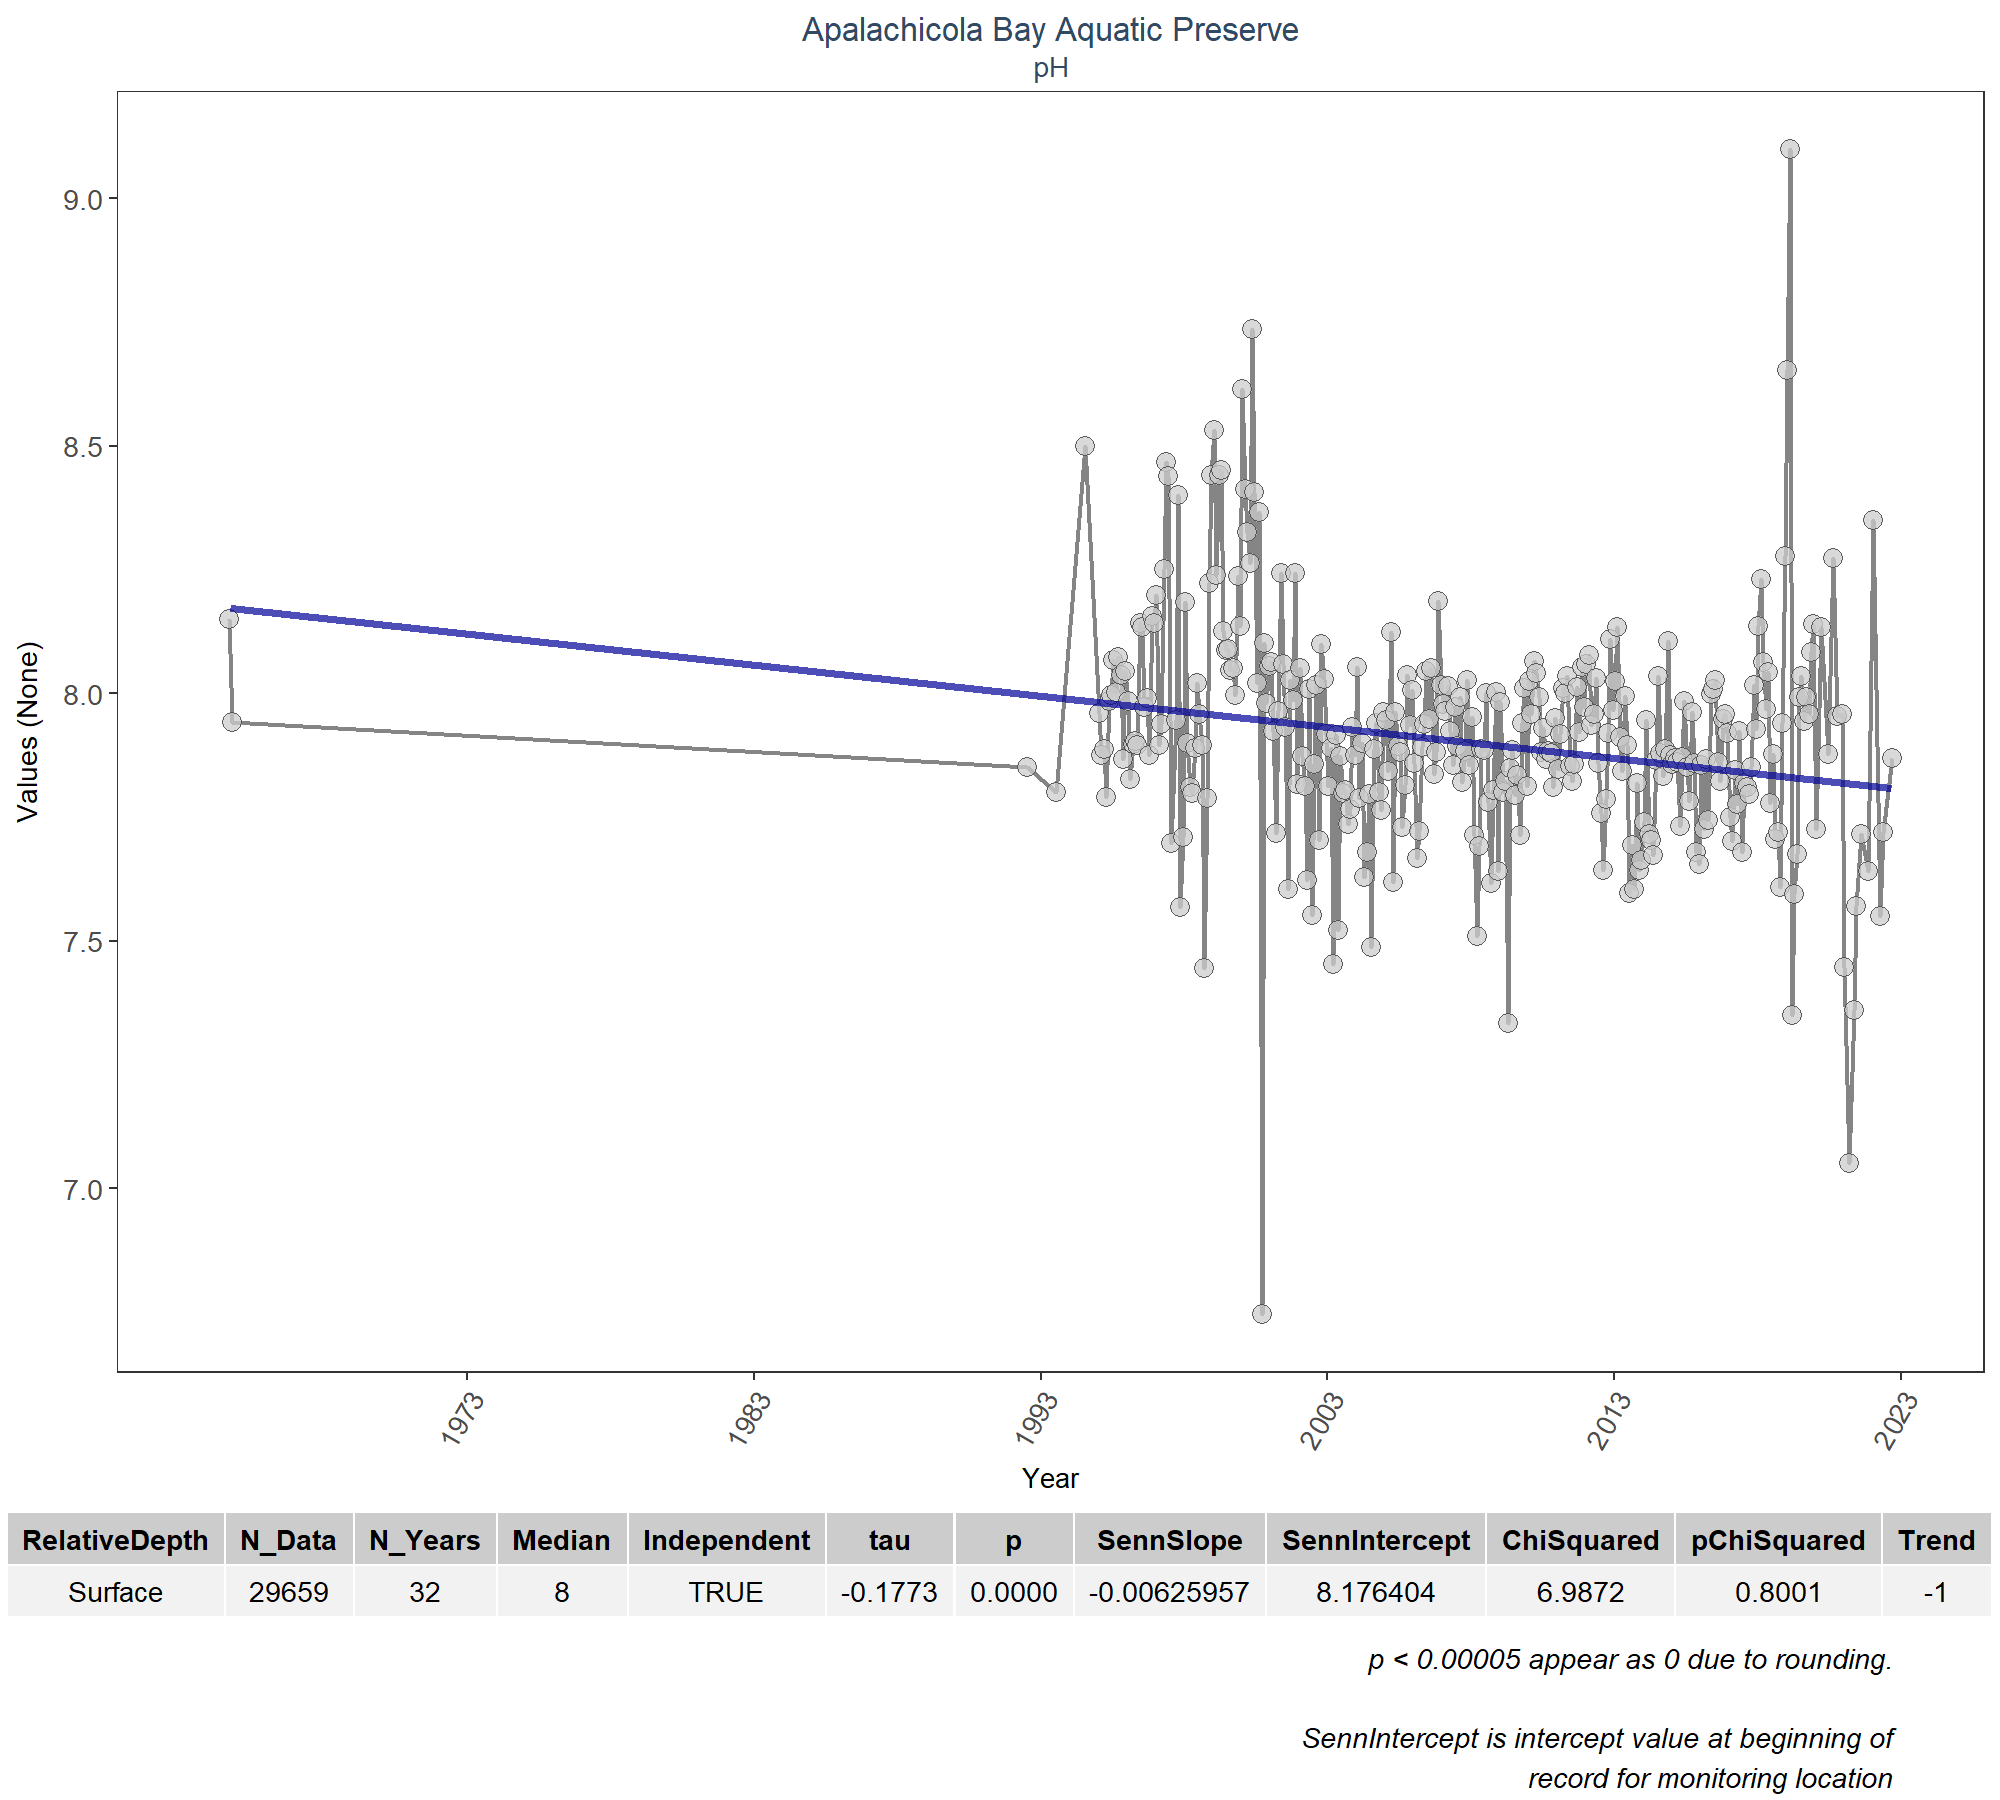 Apalachicola Bay Aquatic Preserve
pH
Values (None)
9.0
8.5
8.0
7.5
7.0
1973 1983 1993 2003 2013 2023
Year
RelativeDepth N_Data N_Years Median Independent tau p SennSlope SennIntercept ChiSquared pChiSquared Trend
Surface 29659 32 8 TRUE -0.1773 0.0000 -0.00625957 8.176404 6.9872 0.8001 -1
p < 0.00005 appear as 0 due to rounding.
SennIntercept is intercept value at beginning of
record for monitoring location